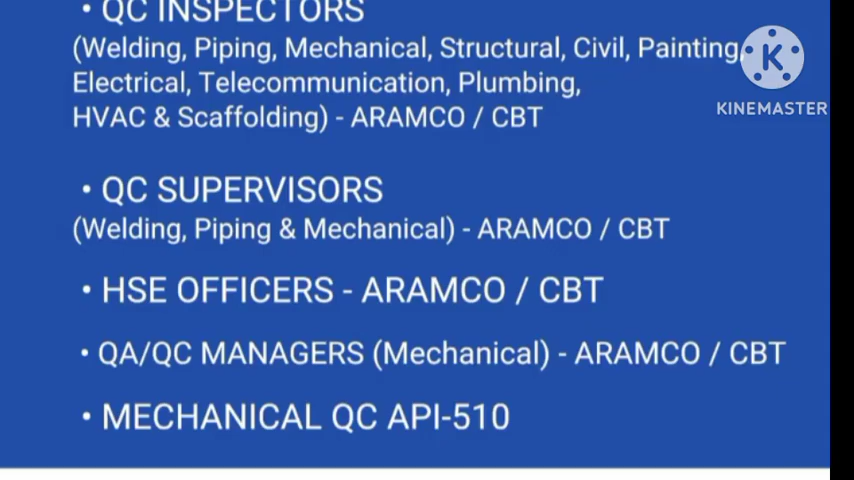 • QC INSPECTORS
(Welding, Piping, Mechanical, Structural, Civil, Painting,
Electrical, Telecommunication, Plumbing,
HVAC & Scaffolding) - ARAMCO / CBT
• QC SUPERVISORS
(Welding, Piping & Mechanical) - ARAMCO / CBT
• HSE OFFICERS - ARAMCO / CBT
• QA/QC MANAGERS (Mechanical) - ARAMCO / CBT
• MECHANICAL QC API-510
K
KINEMASTER